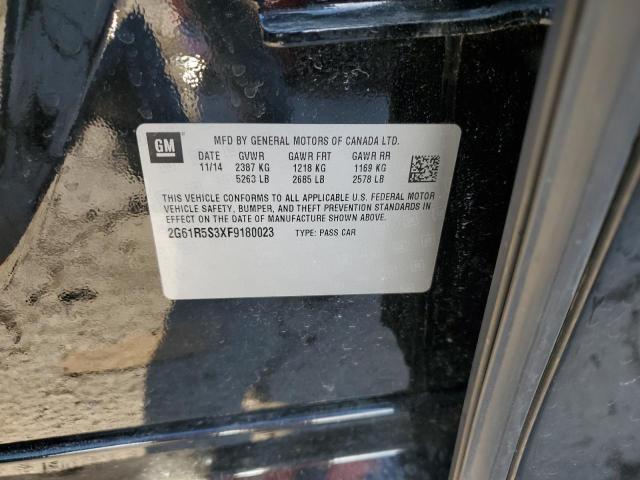 GM
MFD BY GENERAL MOTORS OF CANADA LTD.
DATE GVWR GAWR FRT GAWR RR
11/14 2387 KG 1218 KG 1169 KG
5263 LB 2685 LB 2578 LB
THIS VEHICLE CONFORMS TO ALL APPLICABLE U.S. FEDERAL MOTOR
VEHICLE SAFETY, BUMPER, AND THEFT PREVENTION STANDARDS IN
EFFECT ON THE DATE OF MANUFACTURE SHOWN ABOVE.
2G61R5S3XF9180023 TYPE: PASS CAR